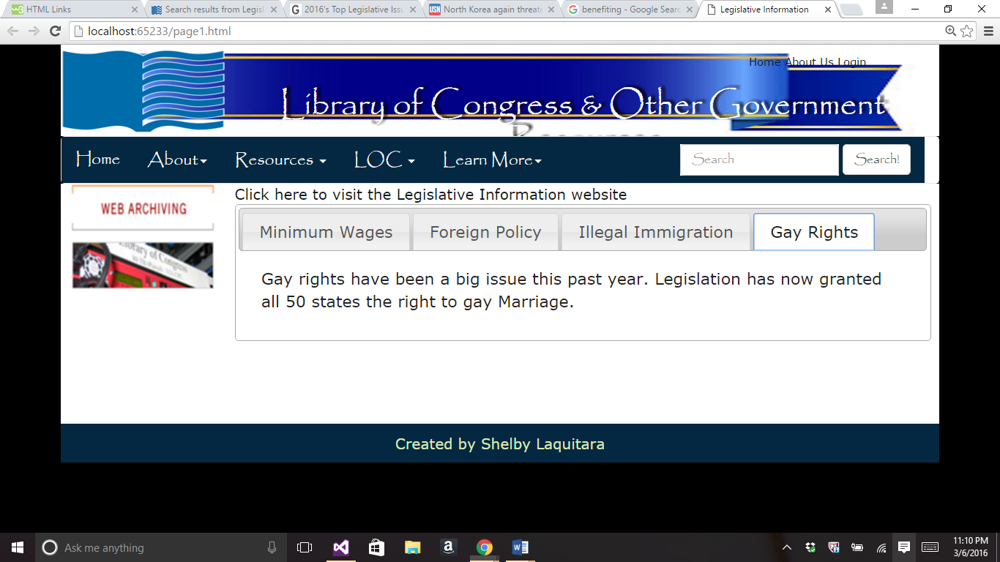 HTML Links
Search results from Legisl
2016's Top Legislative Issu
North Korea again threate
benefiting - Google Searc
Legislative Information
localhost:65233/page1.html
Home About Us Login
Library of Congress & Other Government
Resources
Home About Resources LOC Learn More Search Search!
WEB ARCHIVING
Library of Congress
Click here to visit the Legislative Information website
Minimum Wages Foreign Policy Illegal Immigration Gay Rights
Gay rights have been a big issue this past year. Legislation has now granted
all 50 states the right to gay Marriage.
Created by Shelby Laquitara
Ask me anything
11:10 PM
3/6/2016